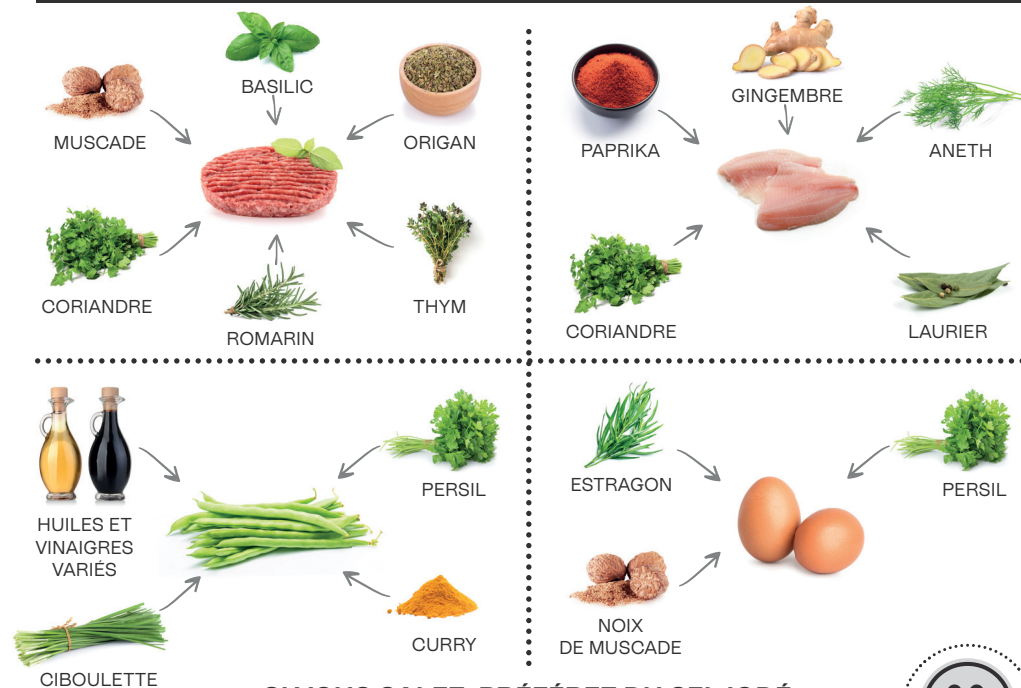 BASILIC
MUSCADE
ORIGAN
CORIANDRE
ROMARIN
THYM
GINGEMBRE
PAPRIKA
ANETH
CORIANDRE
LAURIER
HUILES ET
VINAIGRES
VARIÉS
PERSIL
CIBOULETTE
CURRY
ESTRAGON
PERSIL
NOIX
DE MUSCADE